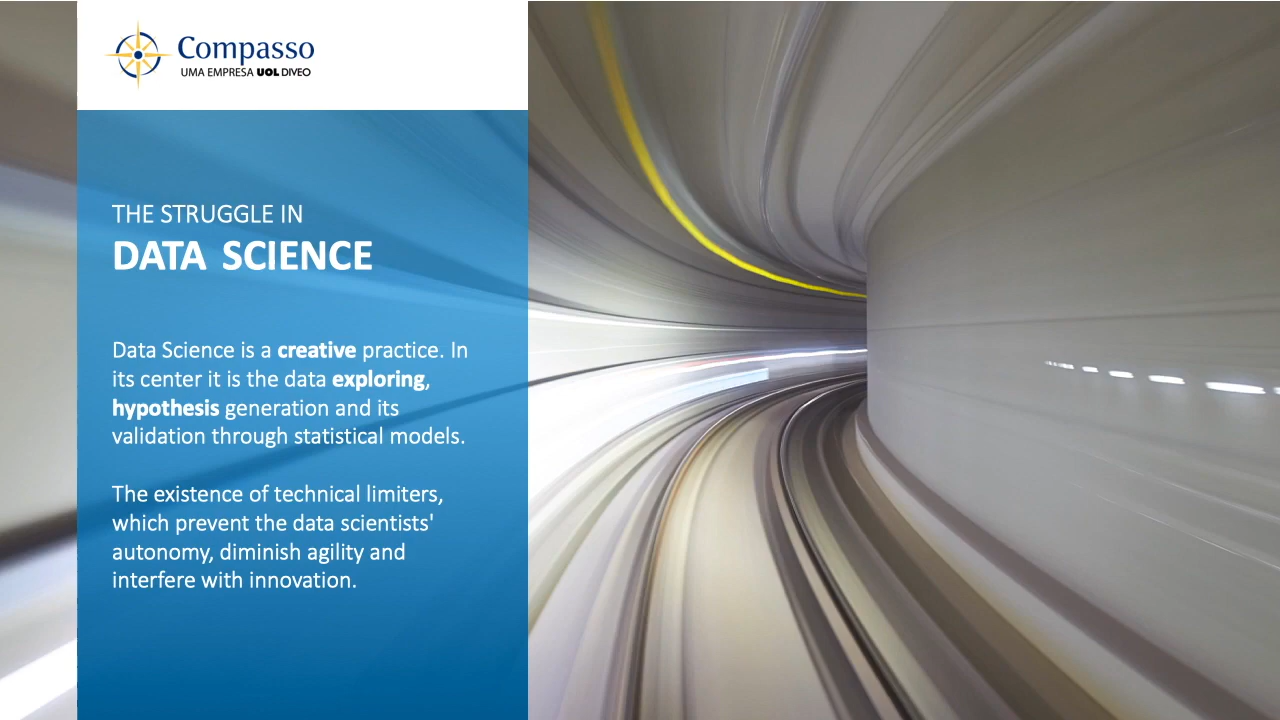 Compasso
UMA EMPRESA UOL DIVEO
THE STRUGGLE IN
DATA SCIENCE
Data Science is a creative practice. In
its center it is the data exploring,
hypothesis generation and its
validation through statistical models.
The existence of technical limiters,
which prevent the data scientists'
autonomy, diminish agility and
interfere with innovation.